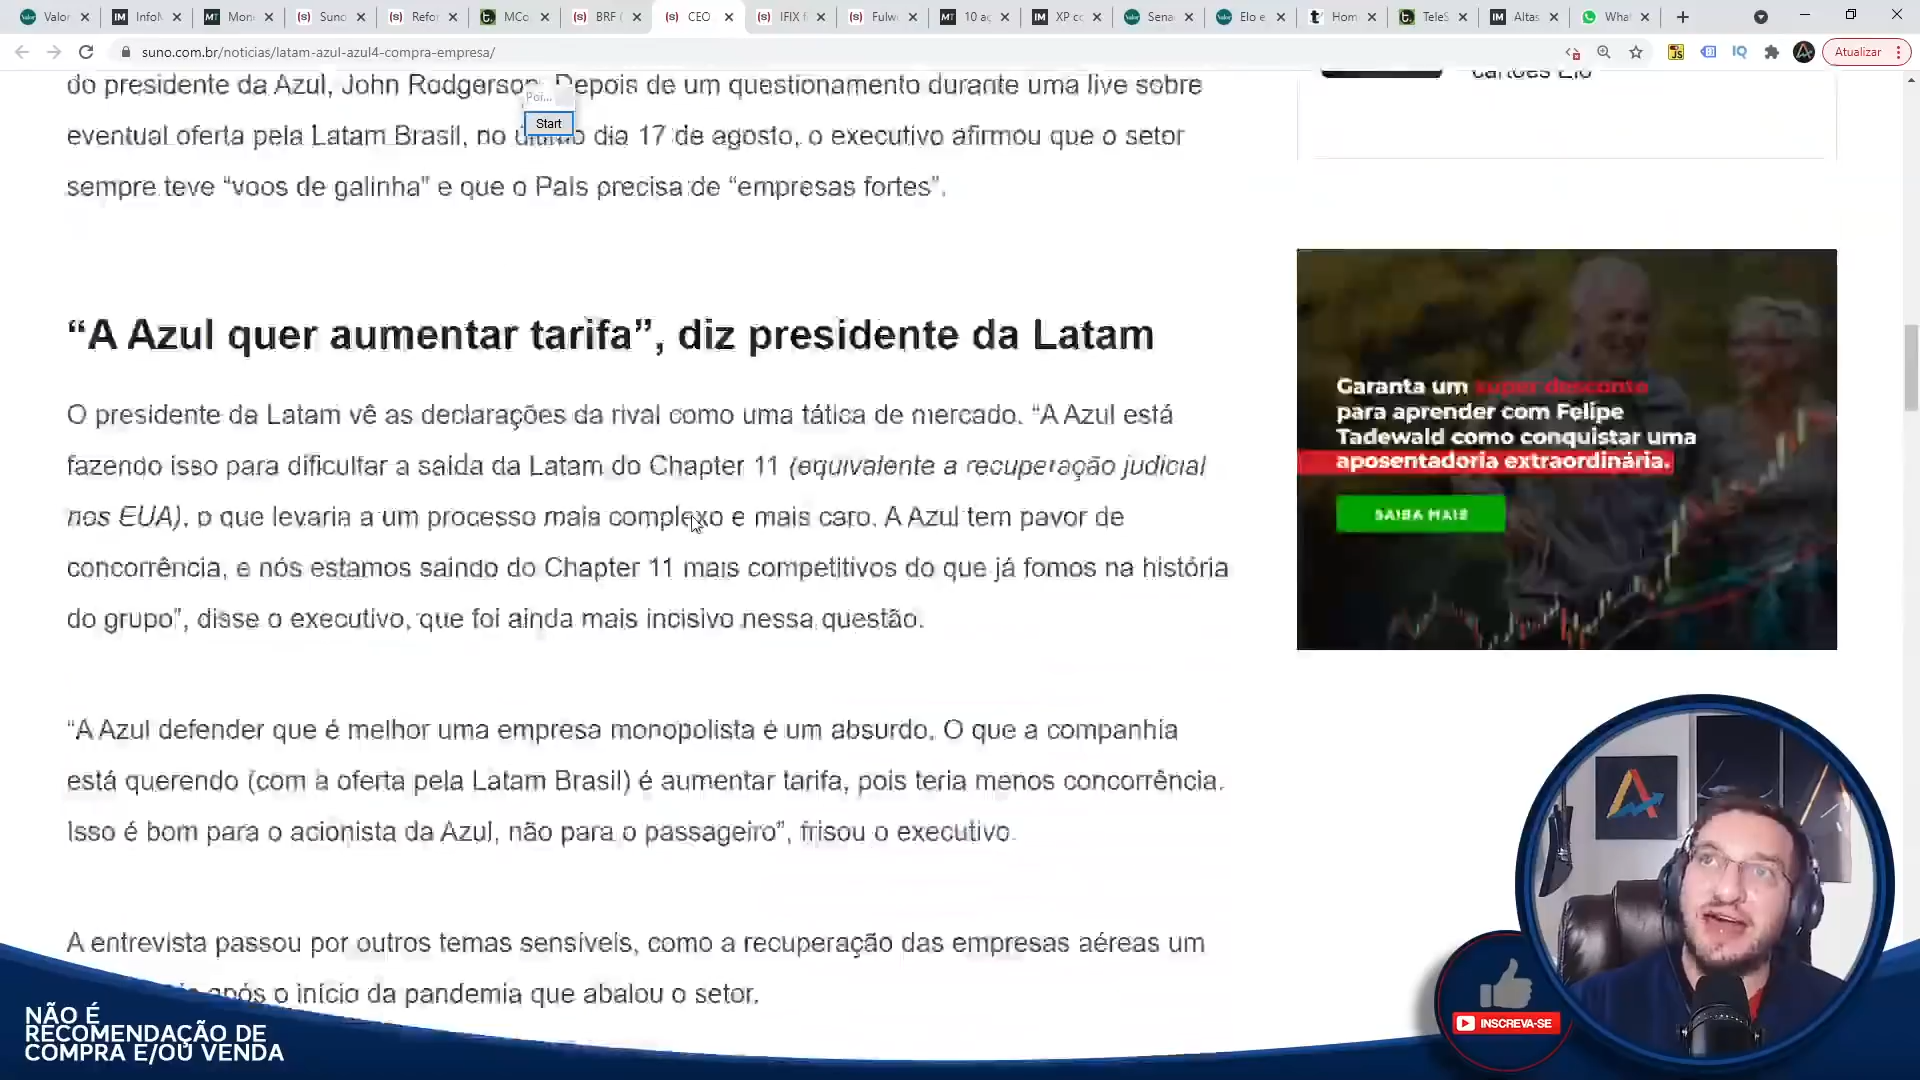 Valor
InfoM
Mone
Suno
Refor
MCo
BRF (
CEO
IFIX f
Fulwo
10 aç
XP co
Sena
Elo e
Hom
TeleS
Altas
What
suno.com.br/noticias/latam-azul-azul4-compra-empresa/
Atualizar
do presidente da Azul, John Rodgerson. Depois de um questionamento durante uma live sobre
eventual oferta pela Latam Brasil, no último dia 17 de agosto, o executivo afirmou que o setor
sempre teve “voos de galinha” e que o País precisa de “empresas fortes”.
Poi...
Start
cartões Elo
“A Azul quer aumentar tarifa”, diz presidente da Latam
O presidente da Latam vê as declarações da rival como uma tática de mercado. “A Azul está
fazendo isso para dificultar a saída da Latam do Chapter 11 (equivalente a recuperação judicial
nos EUA), o que levaria a um processo mais complexo e mais caro. A Azul tem pavor de
concorrência, e nós estamos saindo do Chapter 11 mais competitivos do que já fomos na história
do grupo”, disse o executivo, que foi ainda mais incisivo nessa questão.
“A Azul defender que é melhor uma empresa monopolista é um absurdo. O que a companhia
está querendo (com a oferta pela Latam Brasil) é aumentar tarifa, pois teria menos concorrência.
Isso é bom para o acionista da Azul, não para o passageiro”, frisou o executivo.
A entrevista passou por outros temas sensíveis, como a recuperação das empresas aéreas um
após o início da pandemia que abalou o setor.
Garanta um super desconto
para aprender com Felipe
Tadewald como conquistar uma
aposentadoria extraordinária.
SAIBA MAIS
NÃO É
RECOMENDAÇÃO DE
COMPRA E/OU VENDA
INSCREVA-SE